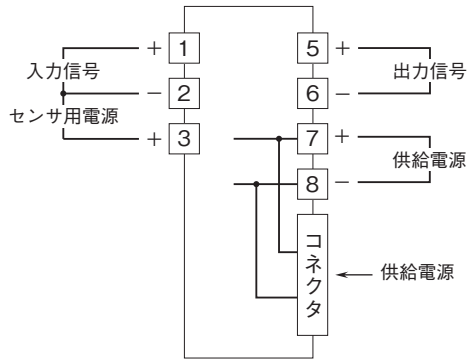 + 1
入力信号
− 2
センサ用電源
+ 3
5 +
出力信号
6 −
7 +
供給電源
8 −
コネクタ
供給電源